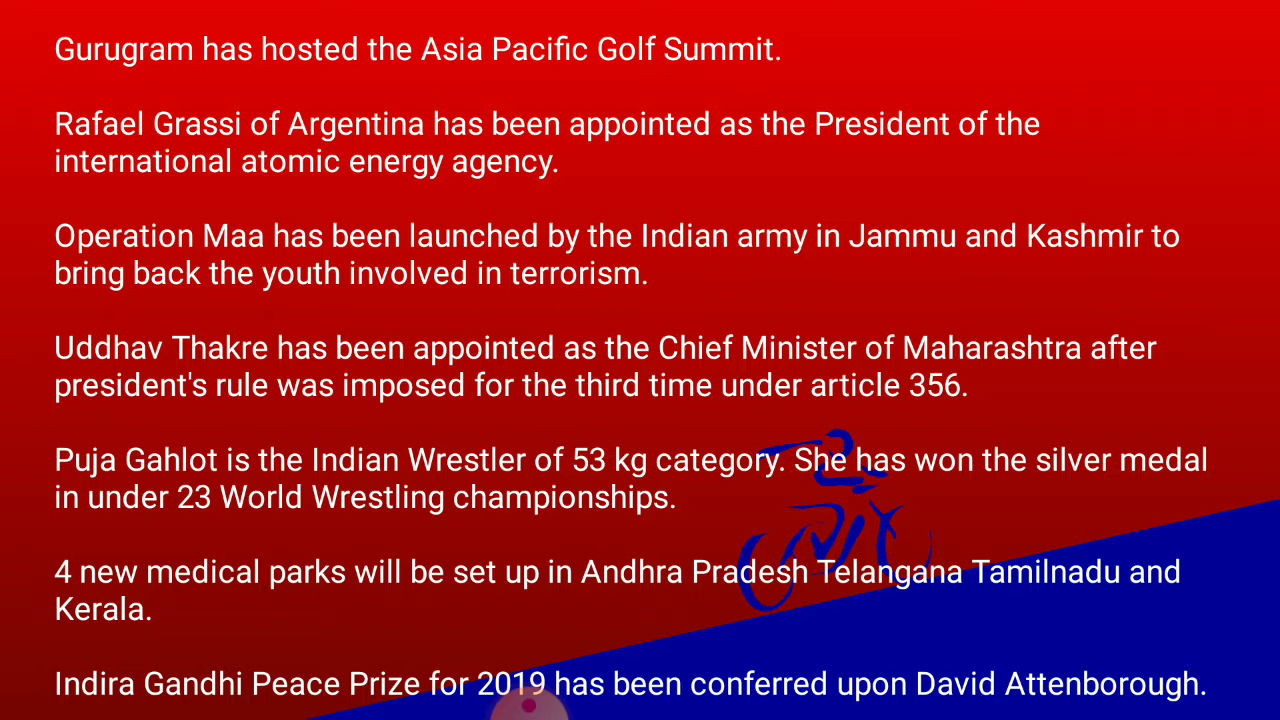 Gurugram has hosted the Asia Pacific Golf Summit.
Rafael Grassi of Argentina has been appointed as the President of the
international atomic energy agency.
Operation Maa has been launched by the Indian army in Jammu and Kashmir to
bring back the youth involved in terrorism.
Uddhav Thakre has been appointed as the Chief Minister of Maharashtra after
president's rule was imposed for the third time under article 356.
Puja Gahlot is the Indian Wrestler of 53 kg category. She has won the silver medal
in under 23 World Wrestling championships.
4 new medical parks will be set up in Andhra Pradesh Telangana Tamilnadu and
Kerala.
Indira Gandhi Peace Prize for 2019 has been conferred upon David Attenborough.